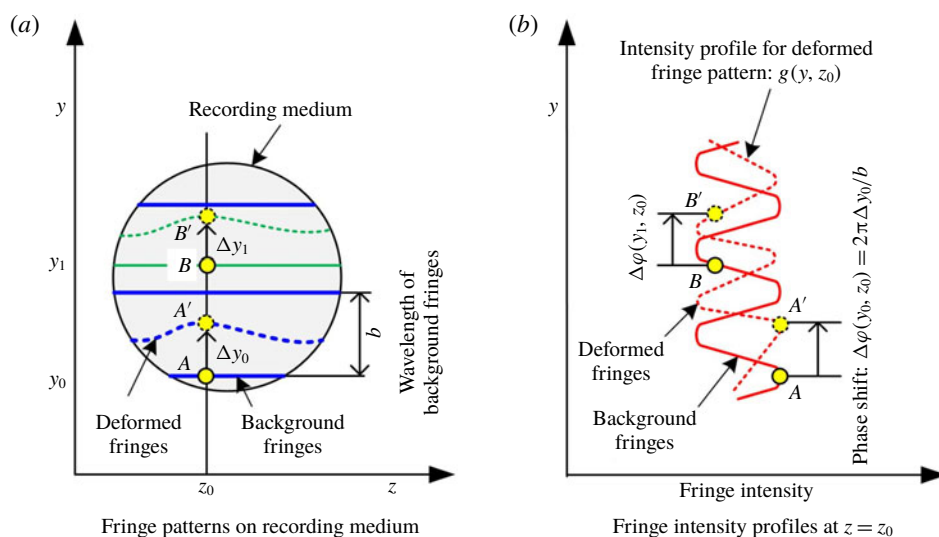 (a)
y
Recording medium
B′
Δy₁
y₁
B
A′
Δy₀
b
Wavelength of
background fringes
y₀
A
Deformed
fringes
Background
fringes
z₀
z
Fringe patterns on recording medium
(b)
Intensity profile for deformed
fringe pattern: g(y, z₀)
y
B′
Δφ(y₁, z₀)
B
A′
Phase shift: Δφ(y₀, z₀) = 2πΔy₀/b
Deformed
fringes
A
Background
fringes
Fringe intensity
Fringe intensity profiles at z = z₀